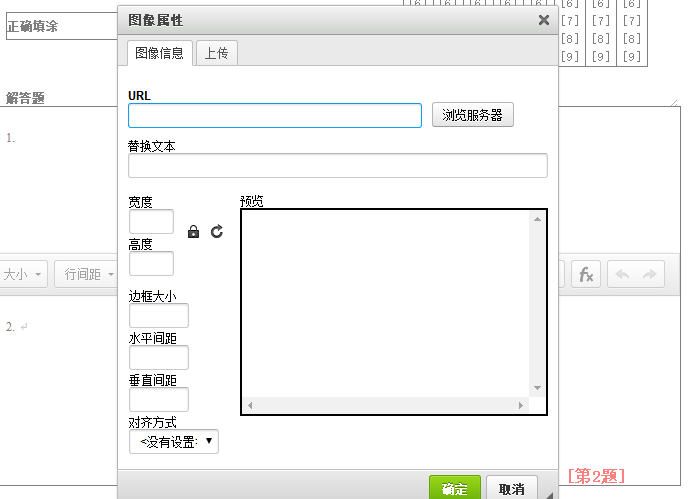 [6] [6] [6] [6] [6] [6] [6] [6]
[7] [7] [7]
[8] [8] [8]
[9] [9] [9]
正确填涂
解答题
1.
大小
行间距
fx
2. ↵
[第2题]
图像属性
图像信息
上传
URL
浏览服务器
替换文本
宽度
高度
边框大小
水平间距
垂直间距
对齐方式
<没有设置:
预览
确定
取消